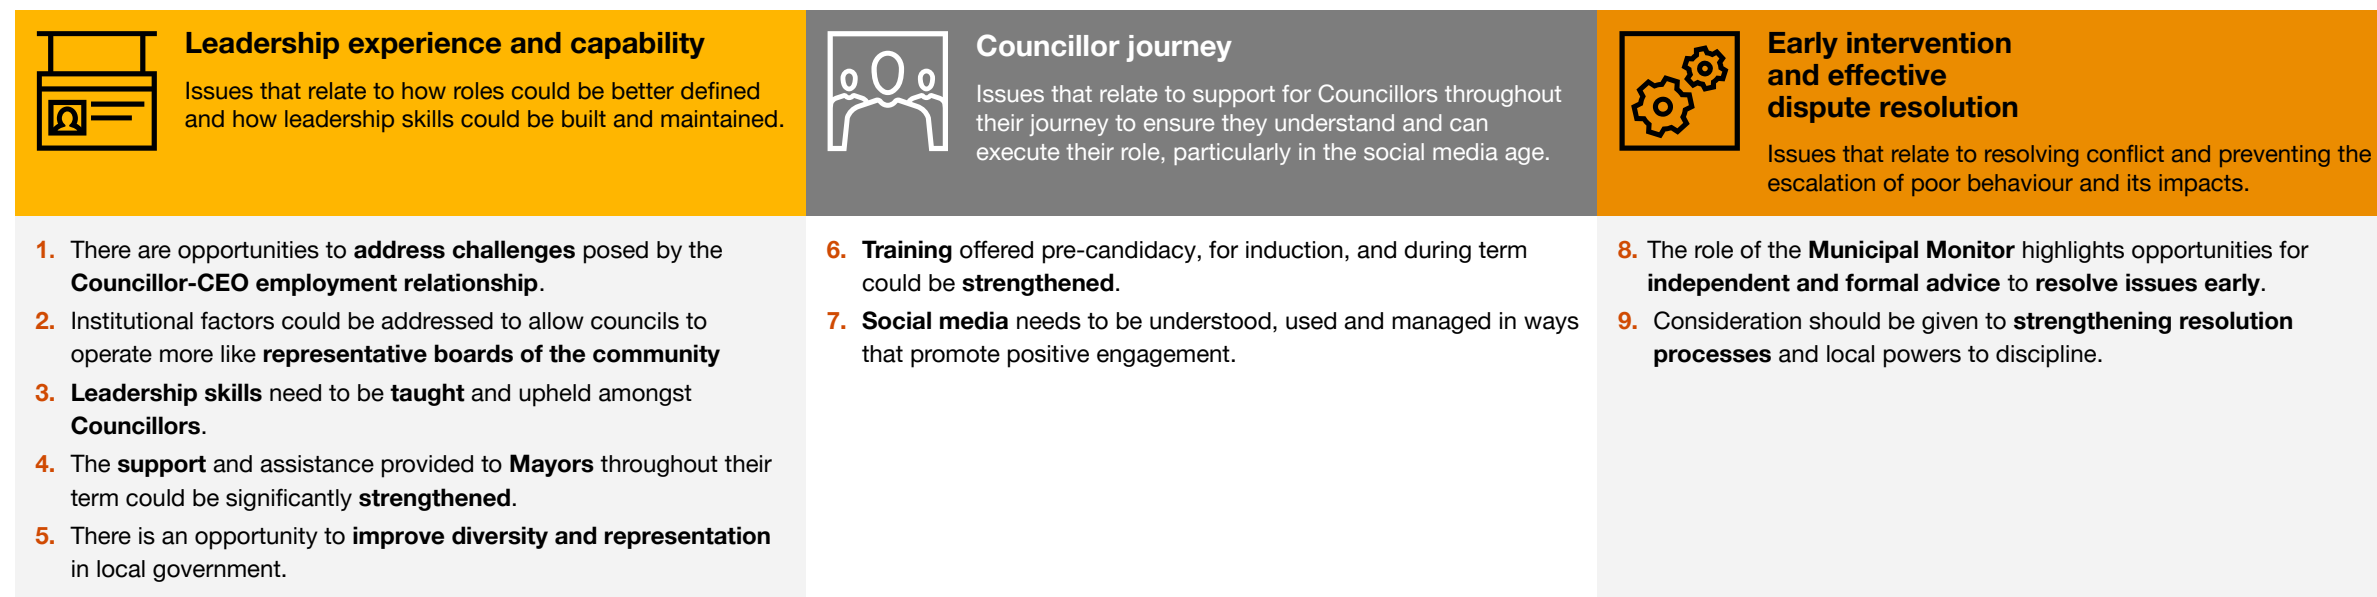 Leadership experience and capability
Issues that relate to how roles could be better defined
and how leadership skills could be built and maintained.
1. There are opportunities to address challenges posed by the
Councillor-CEO employment relationship.
2. Institutional factors could be addressed to allow councils to
operate more like representative boards of the community
3. Leadership skills need to be taught and upheld amongst
Councillors.
4. The support and assistance provided to Mayors throughout their
term could be significantly strengthened.
5. There is an opportunity to improve diversity and representation
in local government.
Councillor journey
Issues that relate to support for Councillors throughout
their journey to ensure they understand and can
execute their role, particularly in the social media age.
6. Training offered pre-candidacy, for induction, and during term
could be strengthened.
7. Social media needs to be understood, used and managed in ways
that promote positive engagement.
Early intervention
and effective
dispute resolution
Issues that relate to resolving conflict and preventing the
escalation of poor behaviour and its impacts.
8. The role of the Municipal Monitor highlights opportunities for
independent and formal advice to resolve issues early.
9. Consideration should be given to strengthening resolution
processes and local powers to discipline.